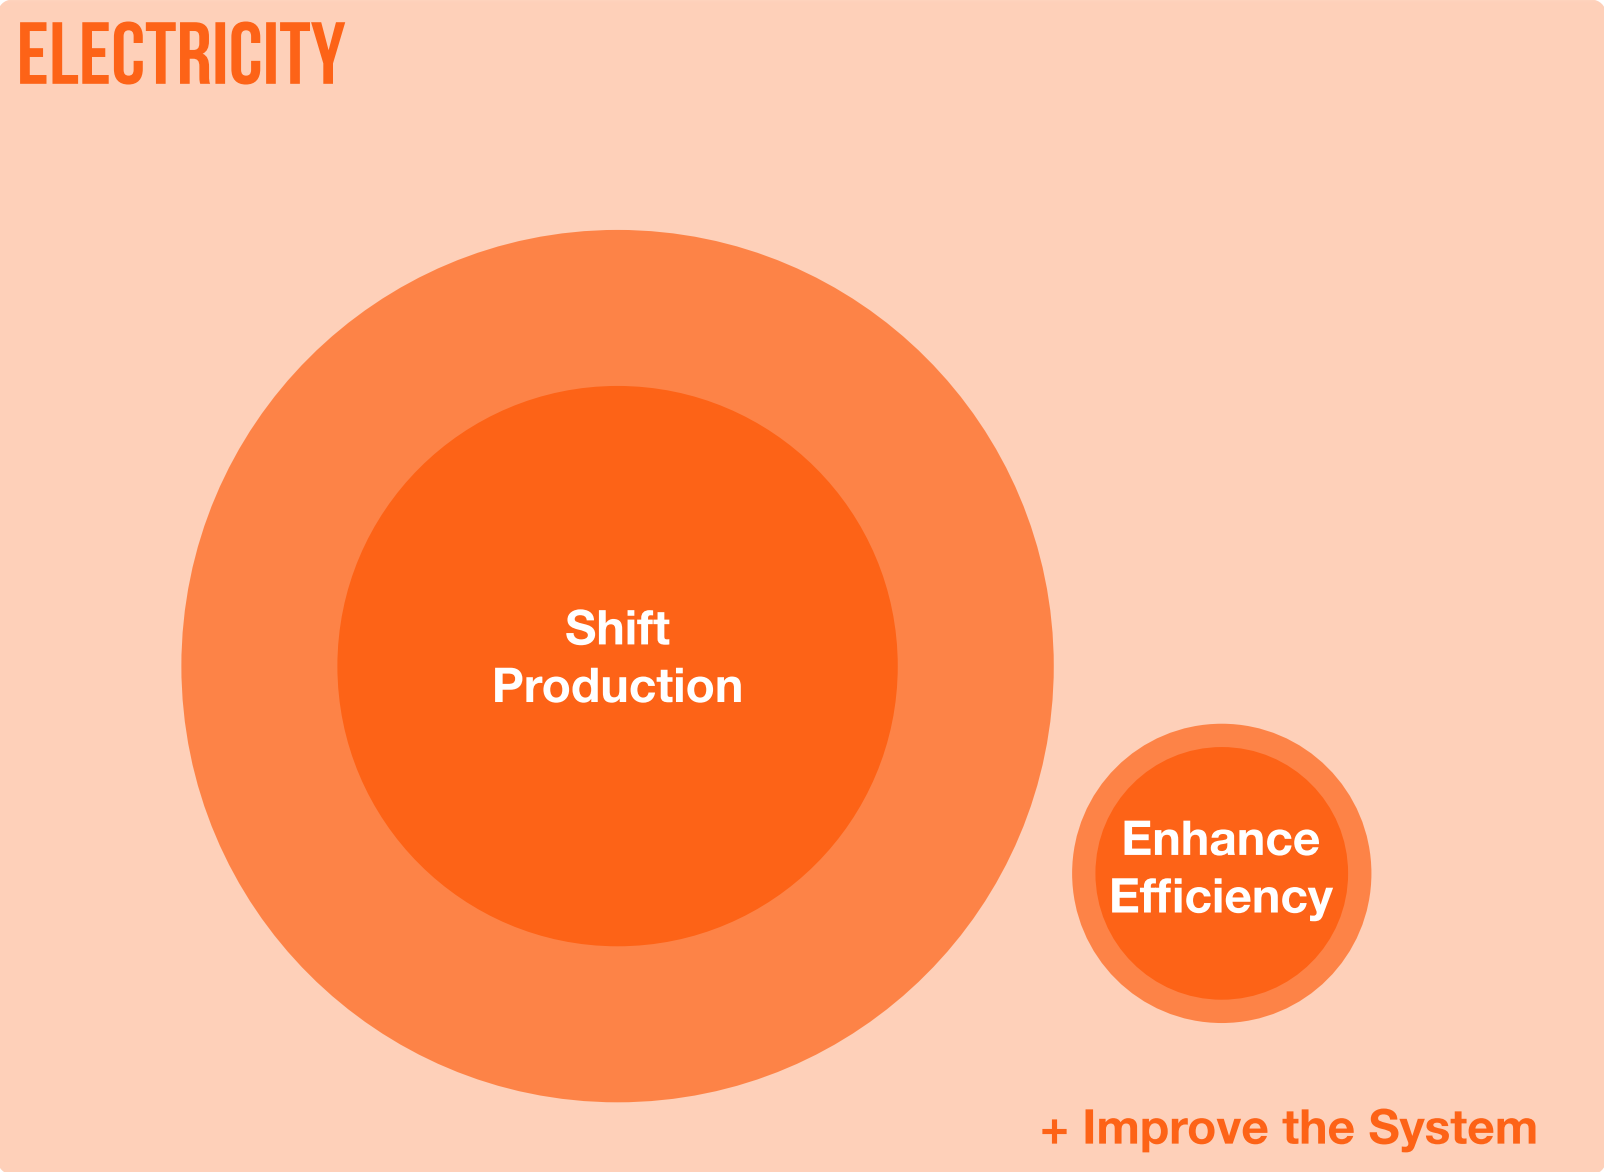 ELECTRICITY
Shift
Production
Enhance
Efficiency
+ Improve the System